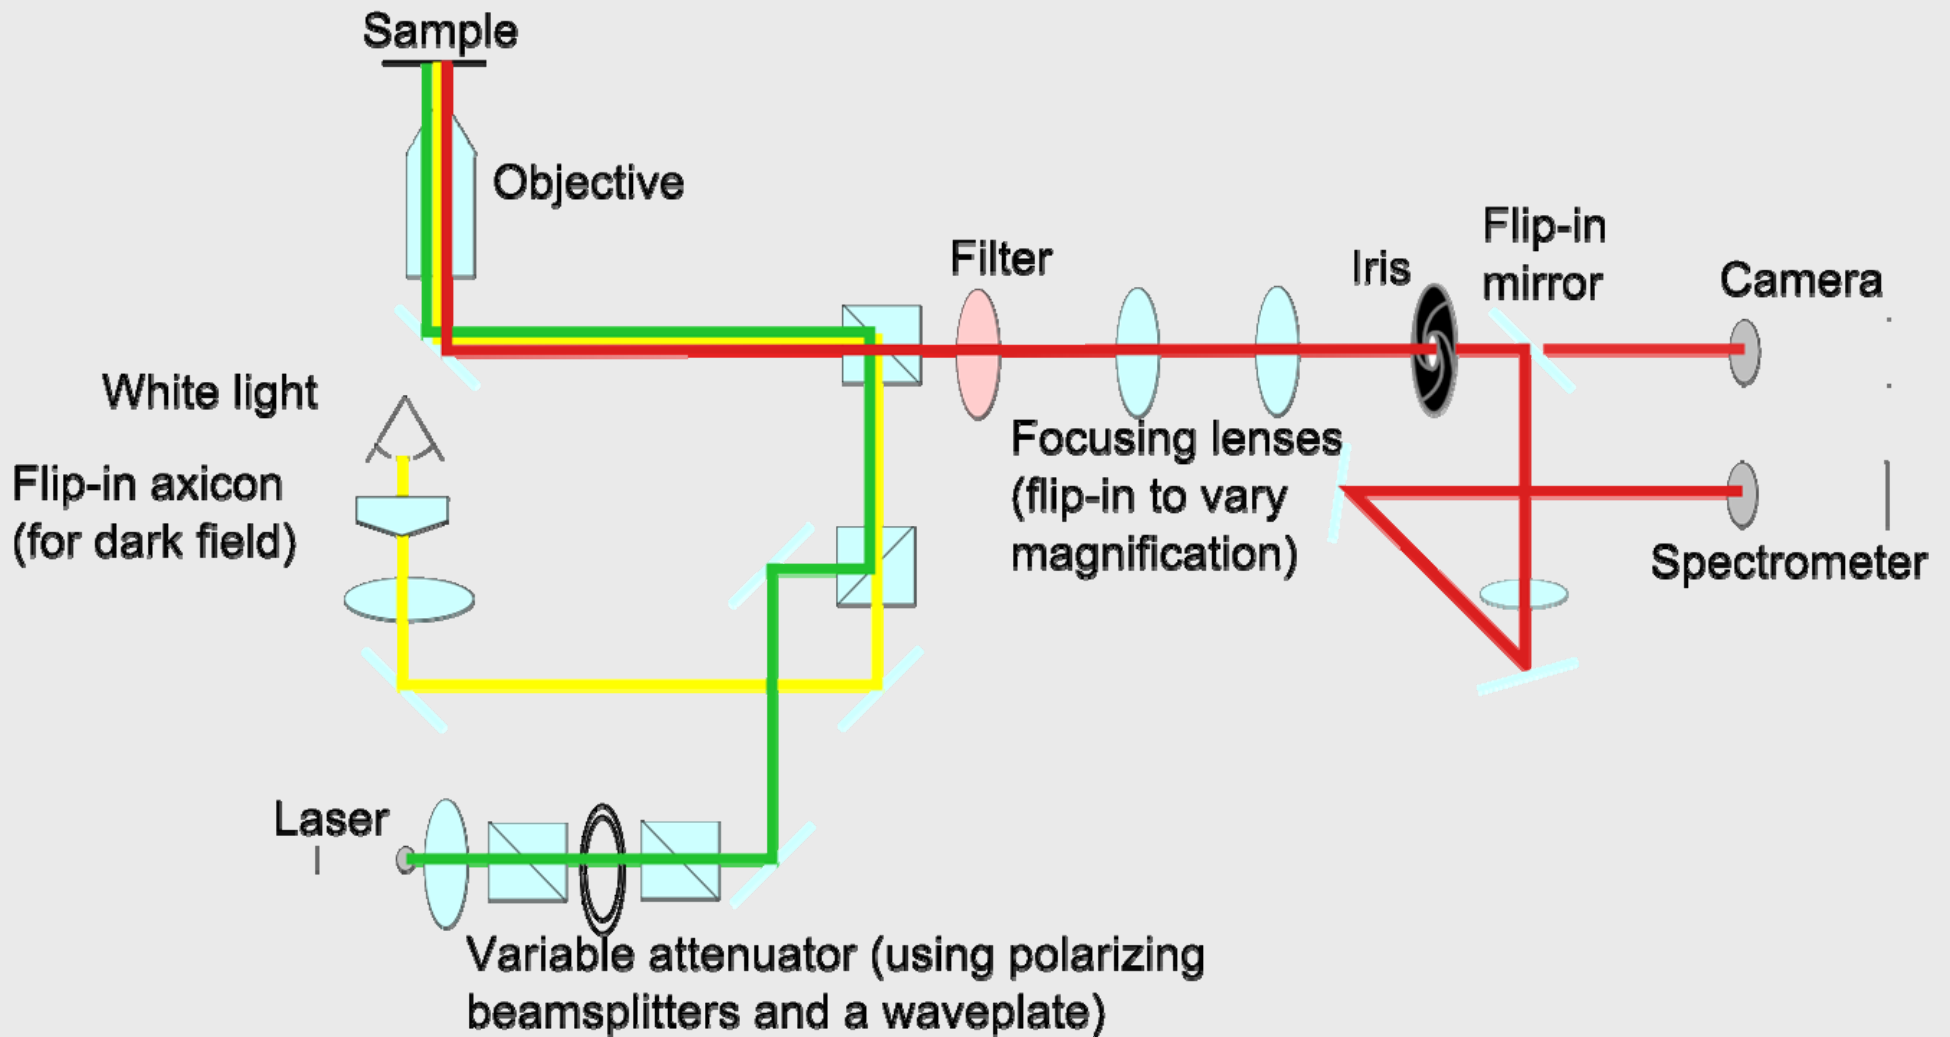 Sample
Objective
Filter
Iris
Flip-in
mirror
Camera
White light
Flip-in axicon
(for dark field)
Focusing lenses
(flip-in to vary
magnification)
Spectrometer
Laser
Variable attenuator (using polarizing
beamsplitters and a waveplate)